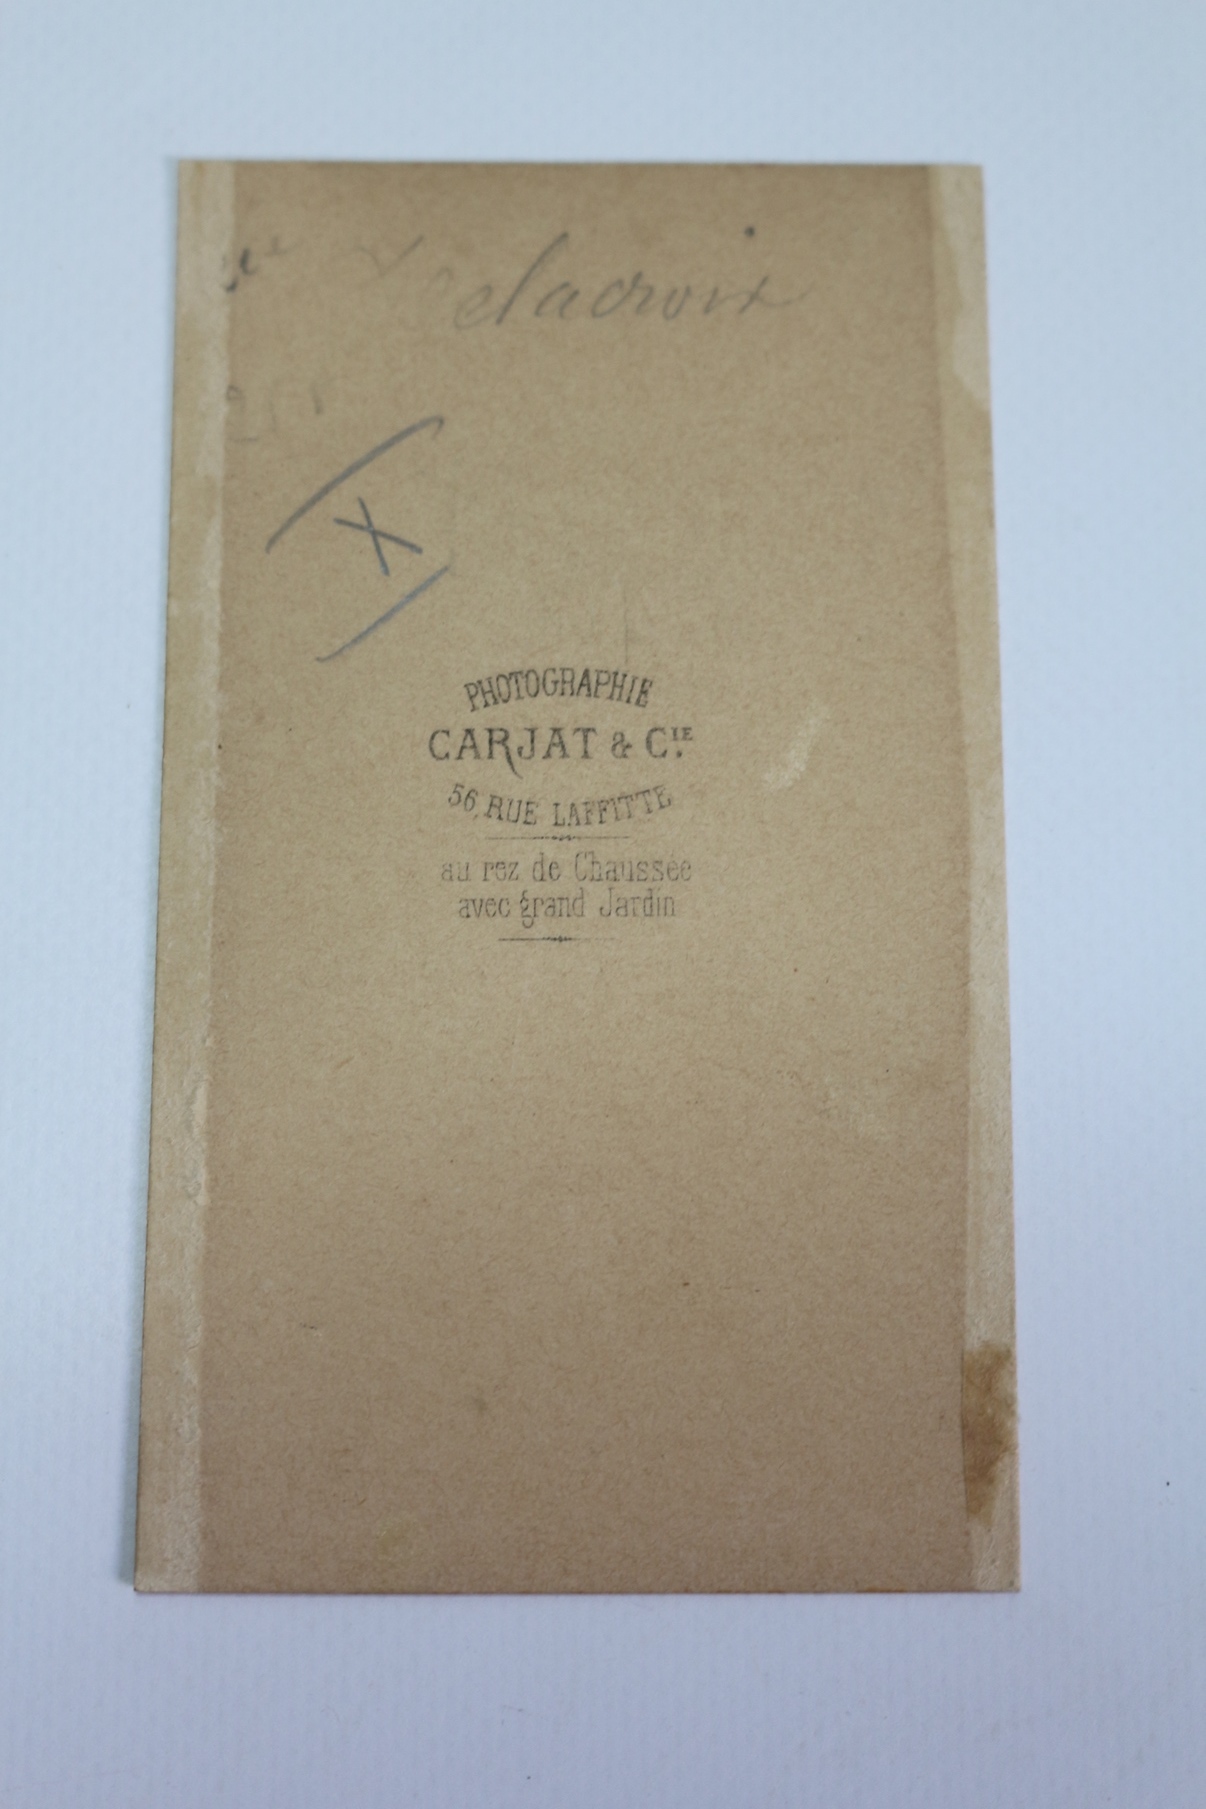 Delacroix
X
PHOTOGRAPHIE
CARJAT & CIE
56, RUE LAFFITTE
au rez de Chaussée
avec grand Jardin